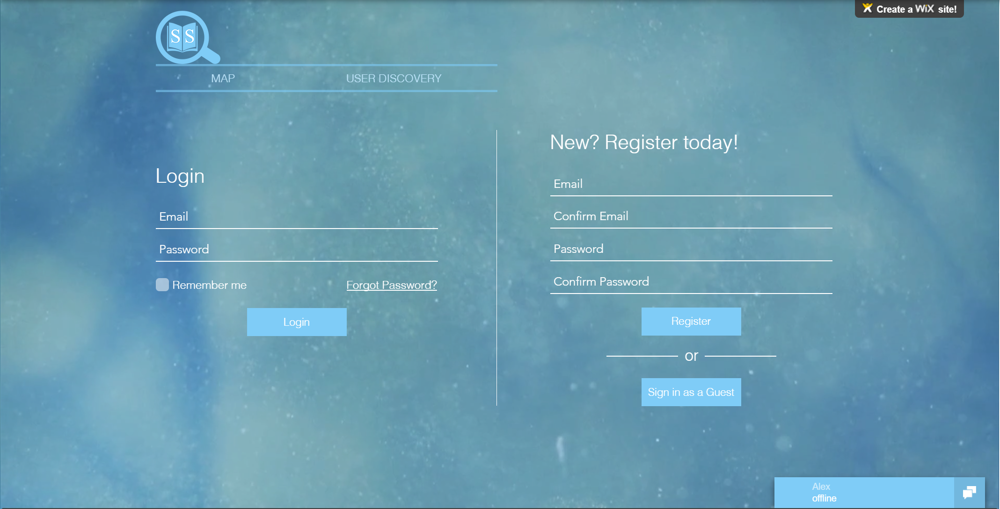 Create a WiX site!
S S
MAP
USER DISCOVERY
Login
Email
Password
Remember me
Forgot Password?
Login
New? Register today!
Email
Confirm Email
Password
Confirm Password
Register
or
Sign in as a Guest
Alex
offline